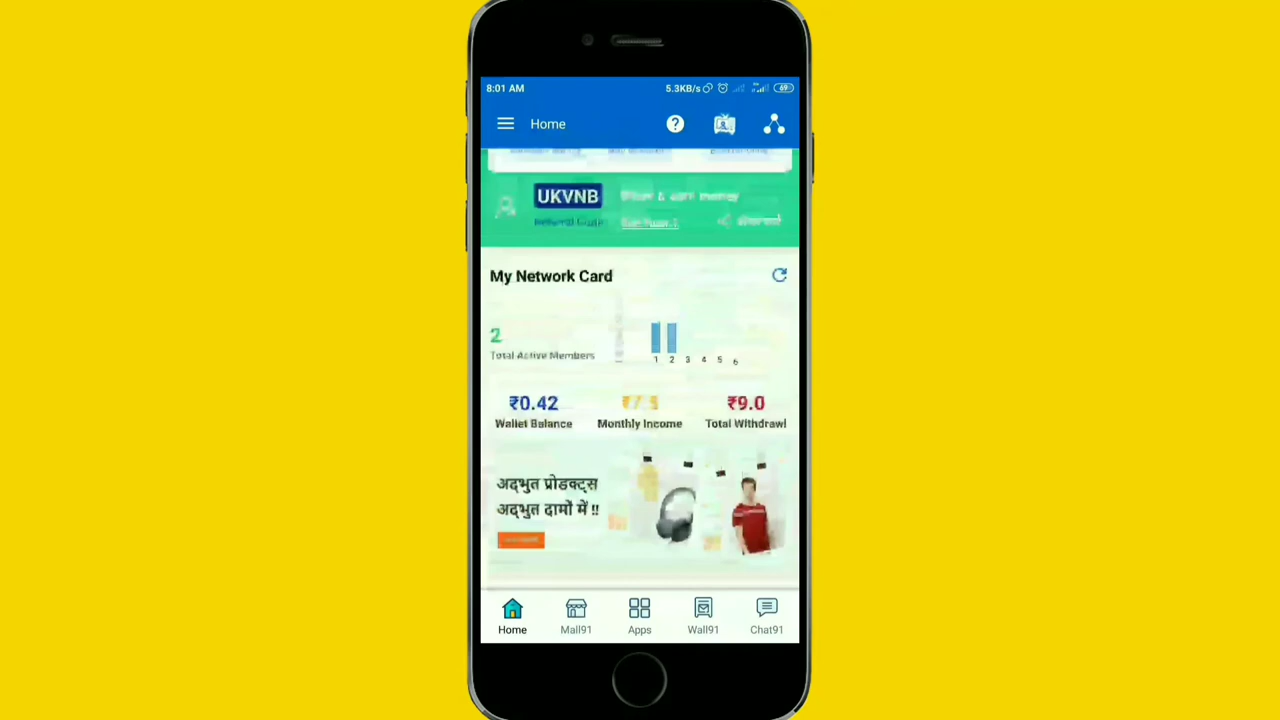 8:01 AM 5.3KB/s 69
Home
UKVNB
My Network Card
2
Total Active Members
1 2 3 4 5 6
₹0.42 ₹9.0
Wallet Balance Monthly Income Total Withdrawl
अद्भुत प्रोडक्ट्स
अद्भुत दामों में !!
Home Mall91 Apps Wall91 Chat91